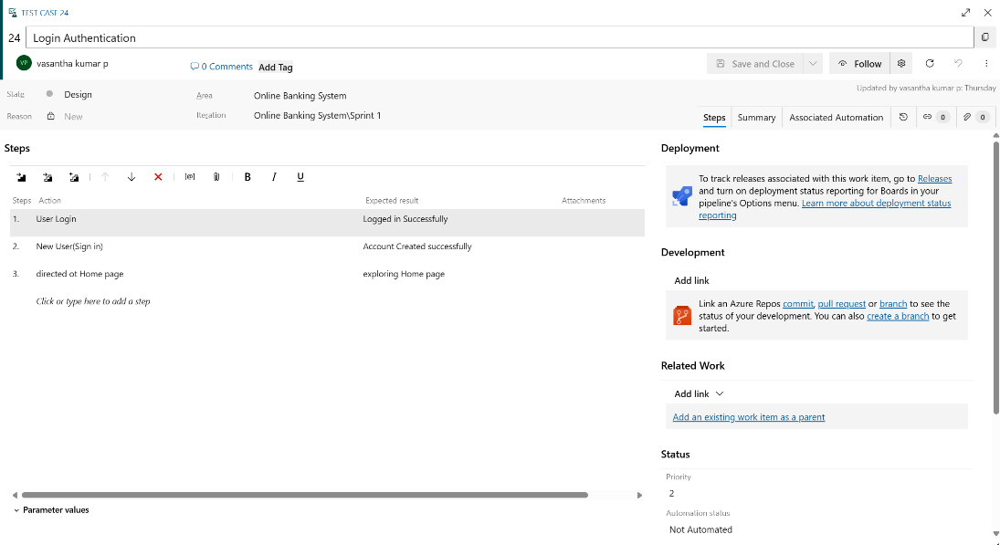 TEST CASE 24
24 Login Authentication
VP vasantha kumar p 0 Comments Add Tag Save and Close Follow
State Design Area Online Banking System Updated by vasantha kumar p: Thursday
Reason New Iteration Online Banking System\Sprint 1
Steps Summary Associated Automation 0 0
Steps
B I U
Steps Action Expected result Attachments
1. User Login Logged in Successfully
2. New User(Sign in) Account Created successfully
3. directed ot Home page exploring Home page
Click or type here to add a step
Parameter values
Deployment
To track releases associated with this work item, go to Releases
and turn on deployment status reporting for Boards in your
pipeline's Options menu. Learn more about deployment status
reporting
Development
Add link
Link an Azure Repos commit, pull request or branch to see the
status of your development. You can also create a branch to get
started.
Related Work
Add link
Add an existing work item as a parent
Status
Priority
2
Automation status
Not Automated